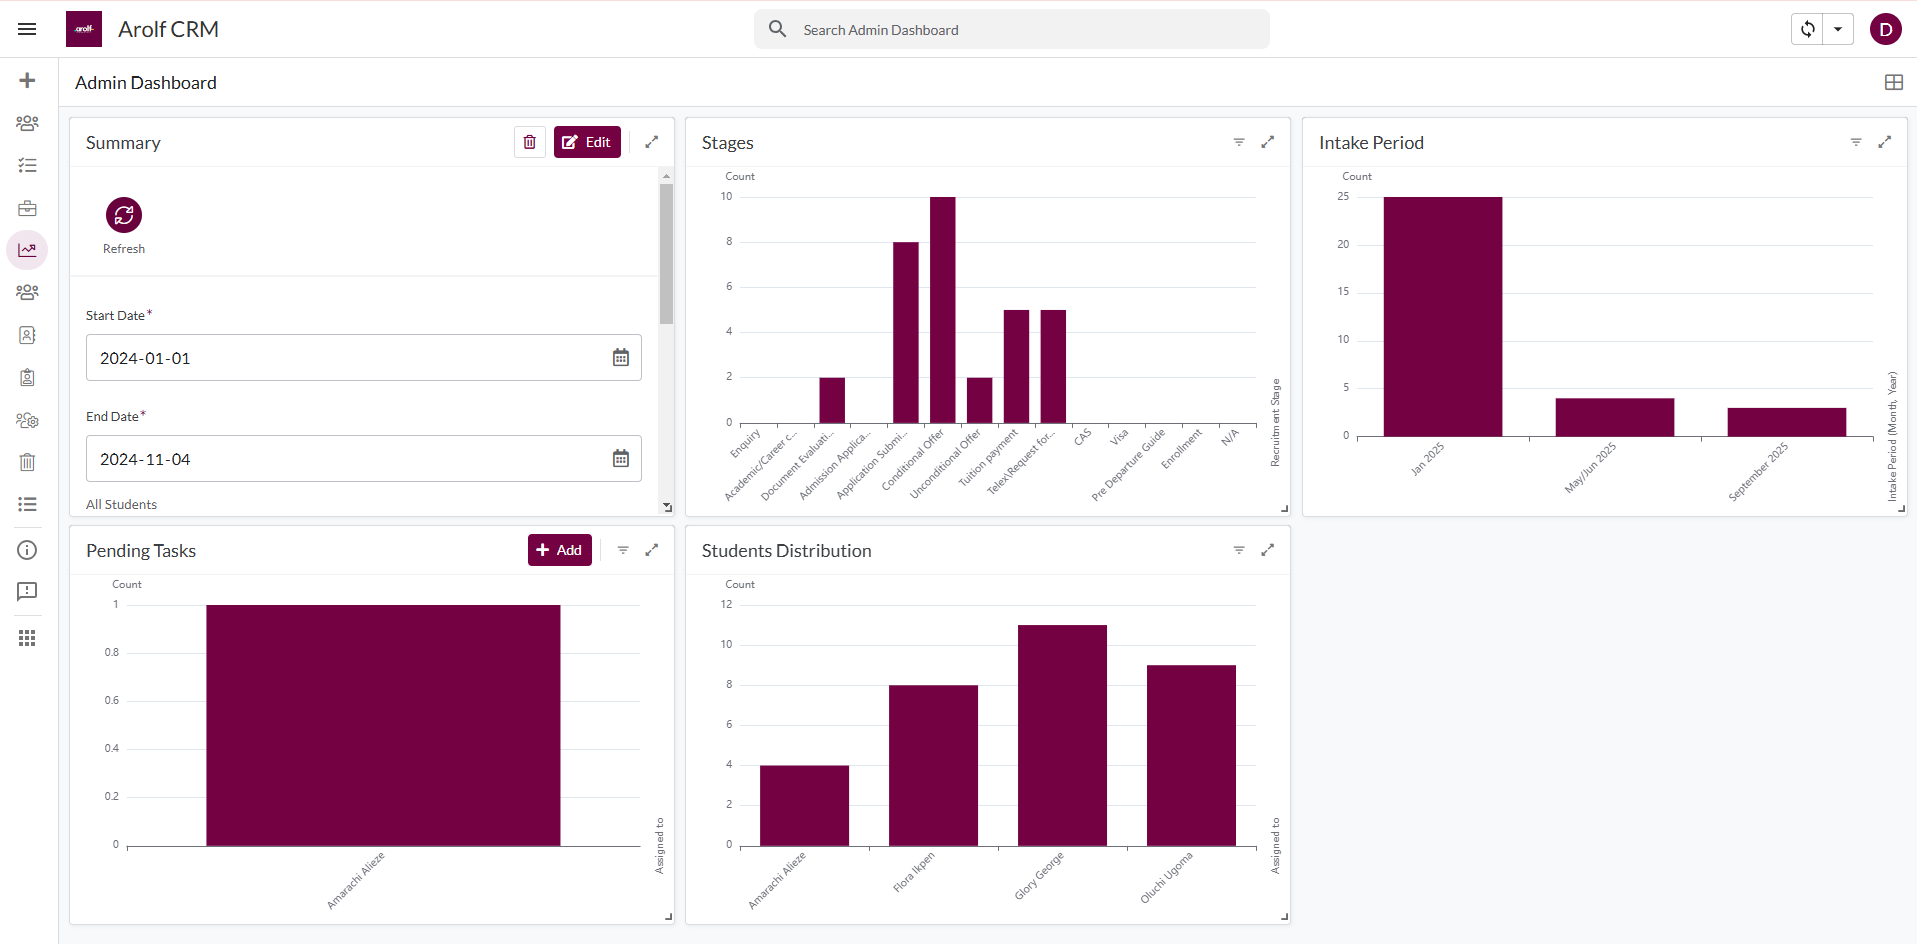 arolf
Arolf CRM
Search Admin Dashboard
D
Admin Dashboard
Summary
Edit
Refresh
Start Date*
2024-01-01
End Date*
2024-11-04
All Students
Stages
Count
10
8
6
4
2
0
Enquiry
Academic/Career c...
Document Evaluati...
Admission Applica...
Application Submi...
Conditional Offer
Unconditional Offer
Tuition payment
Telex\Request for...
CAS
Visa
Pre Departure Guide
Enrollment
N/A
Recruitment Stage
Intake Period
Count
25
20
15
10
5
0
Jan 2025
May/Jun 2025
September 2025
Intake Period (Month, Year)
Pending Tasks
Add
Count
1
0.8
0.6
0.4
0.2
0
Amarachi Alieze
Assigned to
Students Distribution
Count
12
10
8
6
4
2
0
Amarachi Alieze
Flora Ikpen
Glory George
Oluchi Ugoma
Assigned to